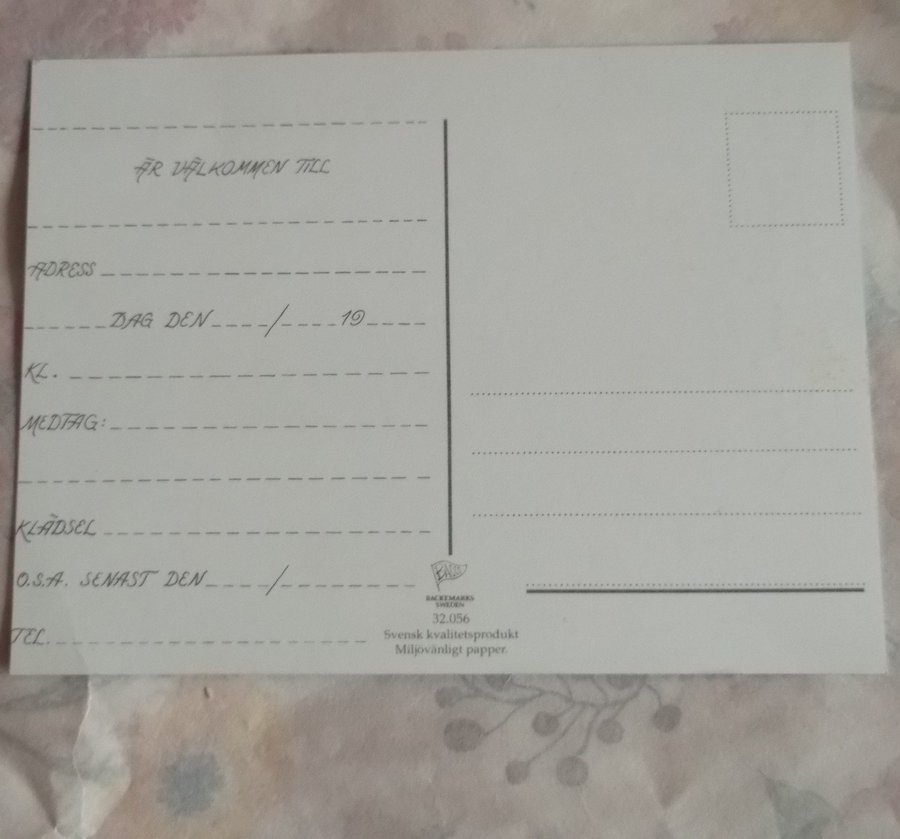 ÄR VÄLKOMMEN TILL
ADRESS
DAG DEN / 19
KL.
MEDTAG:
KLÄDSEL
O.S.A. SENAST DEN /
TEL.
BACKEMARKS
SWEDEN
32.056
Svensk kvalitetsprodukt
Miljövänligt papper.